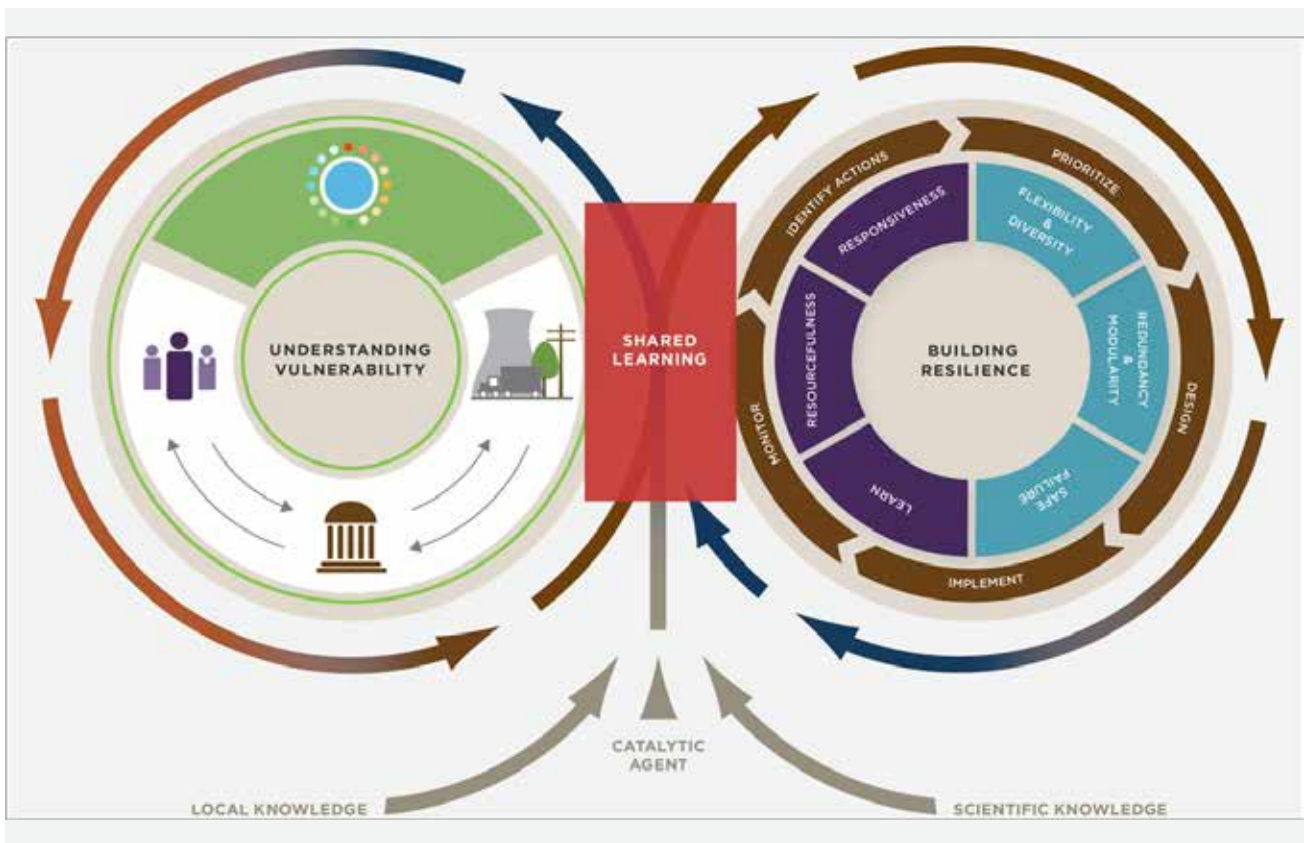 UNDERSTANDING
VULNERABILITY
SHARED
LEARNING
IDENTIFY ACTIONS
PRIORITIZE
DESIGN
IMPLEMENT
MONITOR
RESPONSIVENESS
FLEXIBILITY
&
DIVERSITY
REDUNDANCY
&
MODULARITY
SAFE
FAILURE
LEARN
RESOURCEFULNESS
BUILDING
RESILIENCE
CATALYTIC
AGENT
LOCAL KNOWLEDGE
SCIENTIFIC KNOWLEDGE